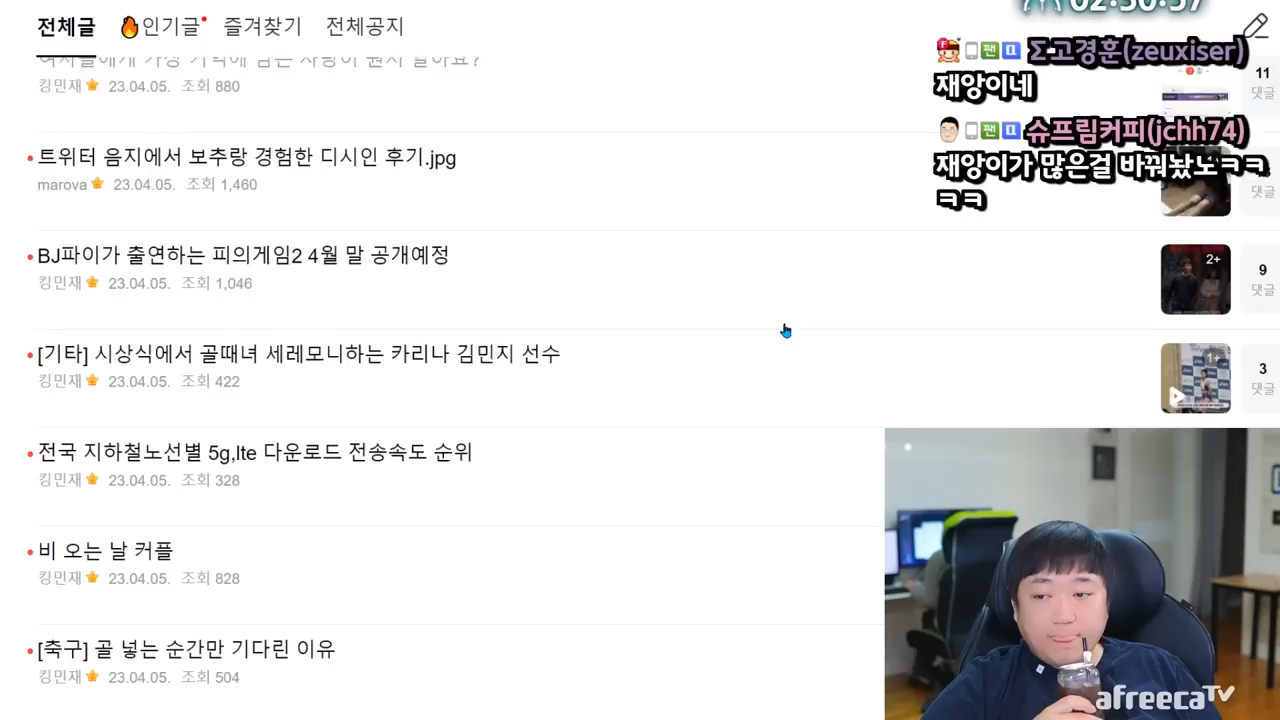 전체글 인기글 즐겨찾기 전체공지
02:50:57
킹민재 23.04.05. 조회 880
11
댓글
트위터 음지에서 보추랑 경험한 디시인 후기.jpg
marova 23.04.05. 조회 1,460
댓글
BJ파이가 출연하는 피의게임2 4월 말 공개예정
킹민재 23.04.05. 조회 1,046
2+
9
댓글
[기타] 시상식에서 골때녀 세레모니하는 카리나 김민지 선수
킹민재 23.04.05. 조회 422
1+
3
댓글
전국 지하철노선별 5g,lte 다운로드 전송속도 순위
킹민재 23.04.05. 조회 328
비 오는 날 커플
킹민재 23.04.05. 조회 828
[축구] 골 넣는 순간만 기다린 이유
킹민재 23.04.05. 조회 504
팬 Σ고경훈(zeuxiser)
재앙이네
팬 슈프림커피(jchh74)
재앙이가 많은걸 바꿔놨노ㅋㅋ
ㅋㅋ
afreecaTV